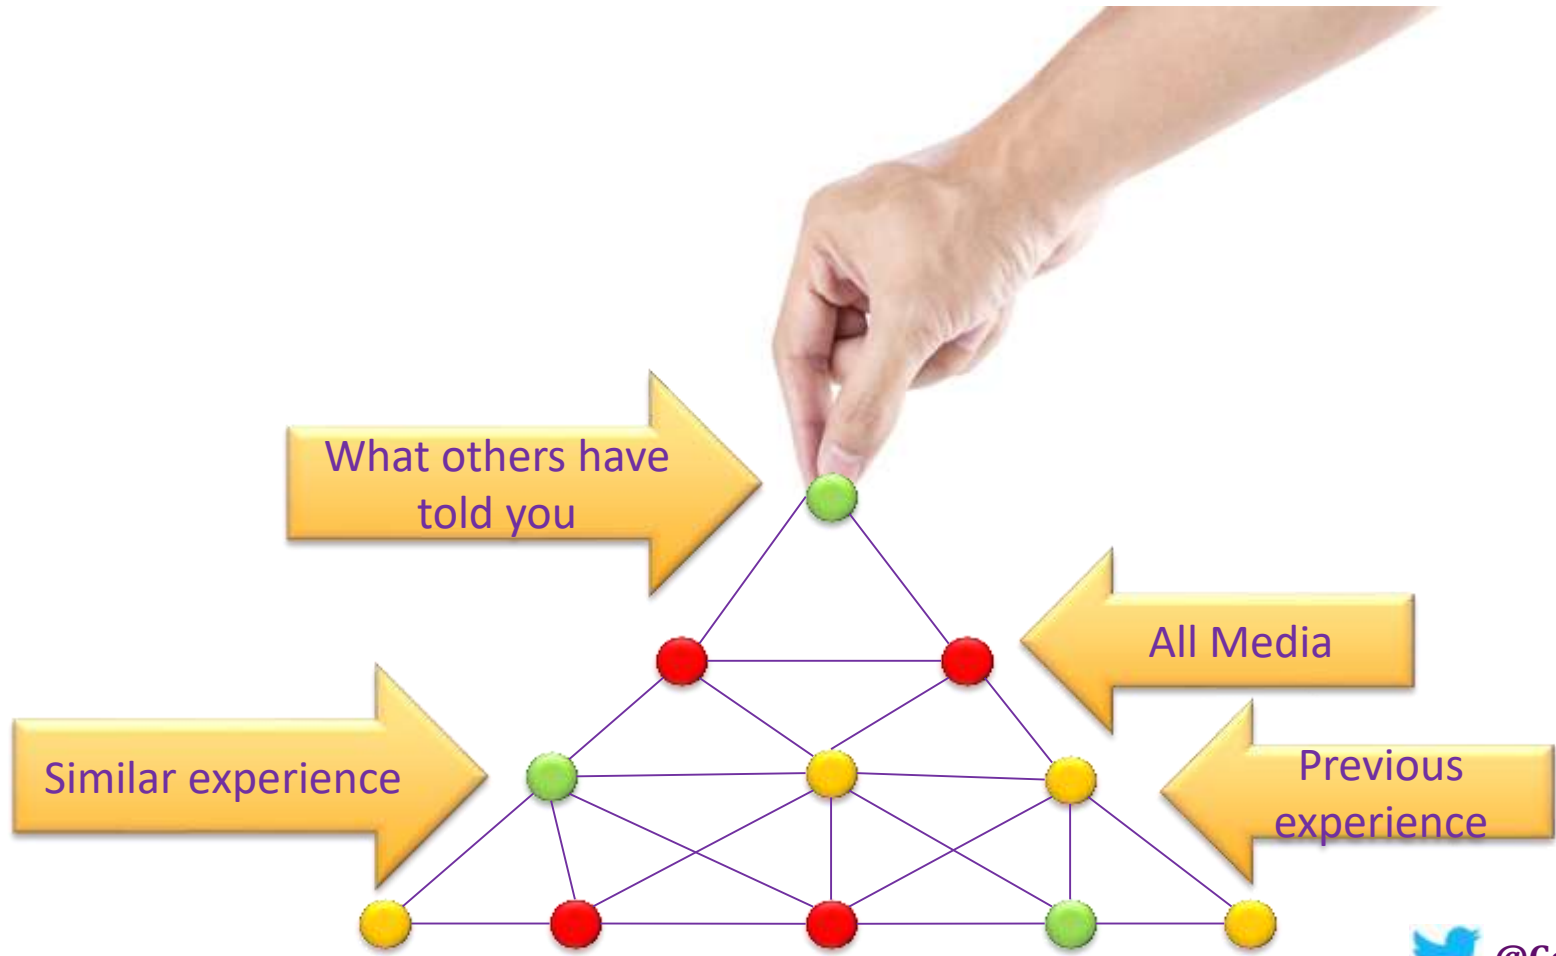 What others have
told you
All Media
Similar experience
Previous
experience